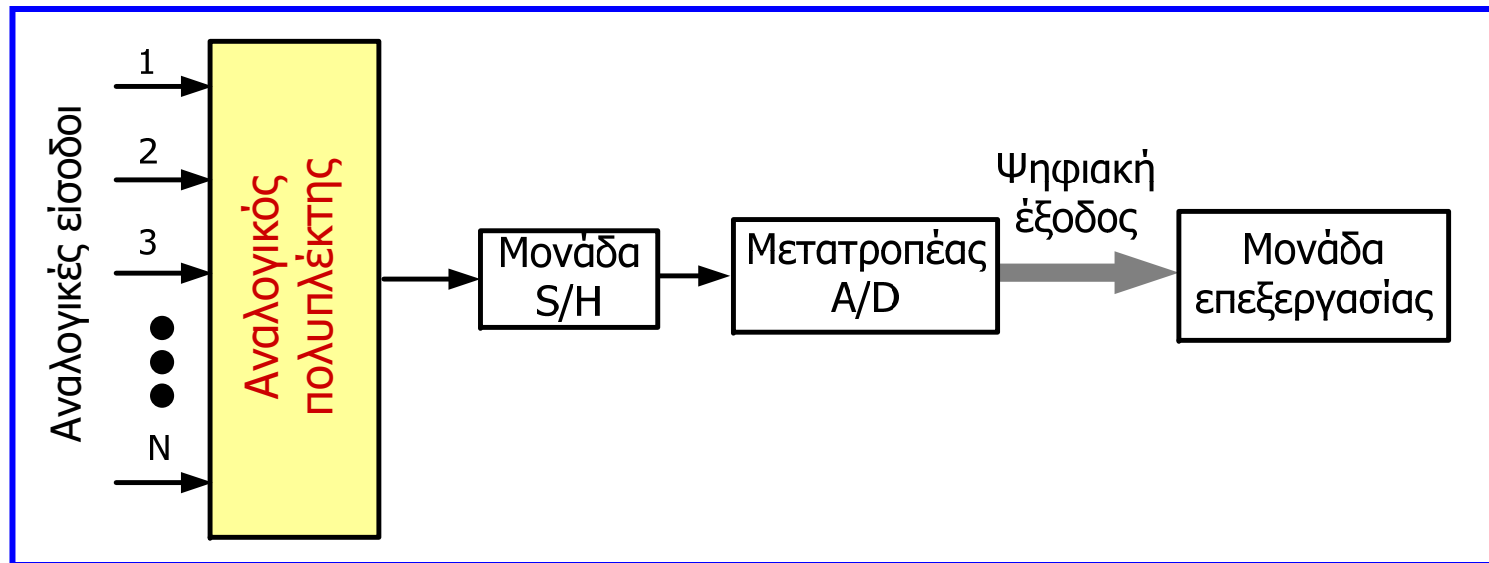 Αναλογικές είσοδοι
1
2
3
N
Αναλογικός
πολυπλέκτης
Μονάδα
S/H
Μετατροπέας
A/D
Ψηφιακή
έξοδος
Μονάδα
επεξεργασίας